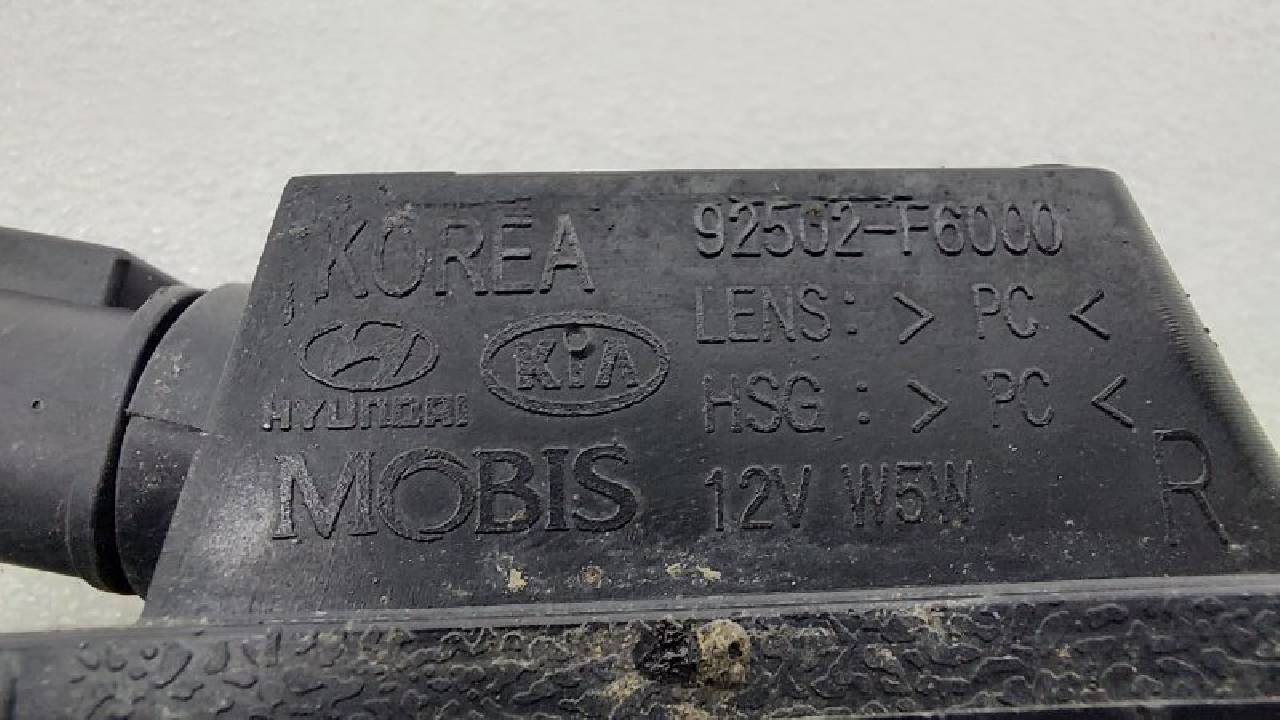 KOREA
HYUNDAI
KIA
MOBIS
92502-F6000
LENS: > PC <
HSG : > PC <
12V W5W
R